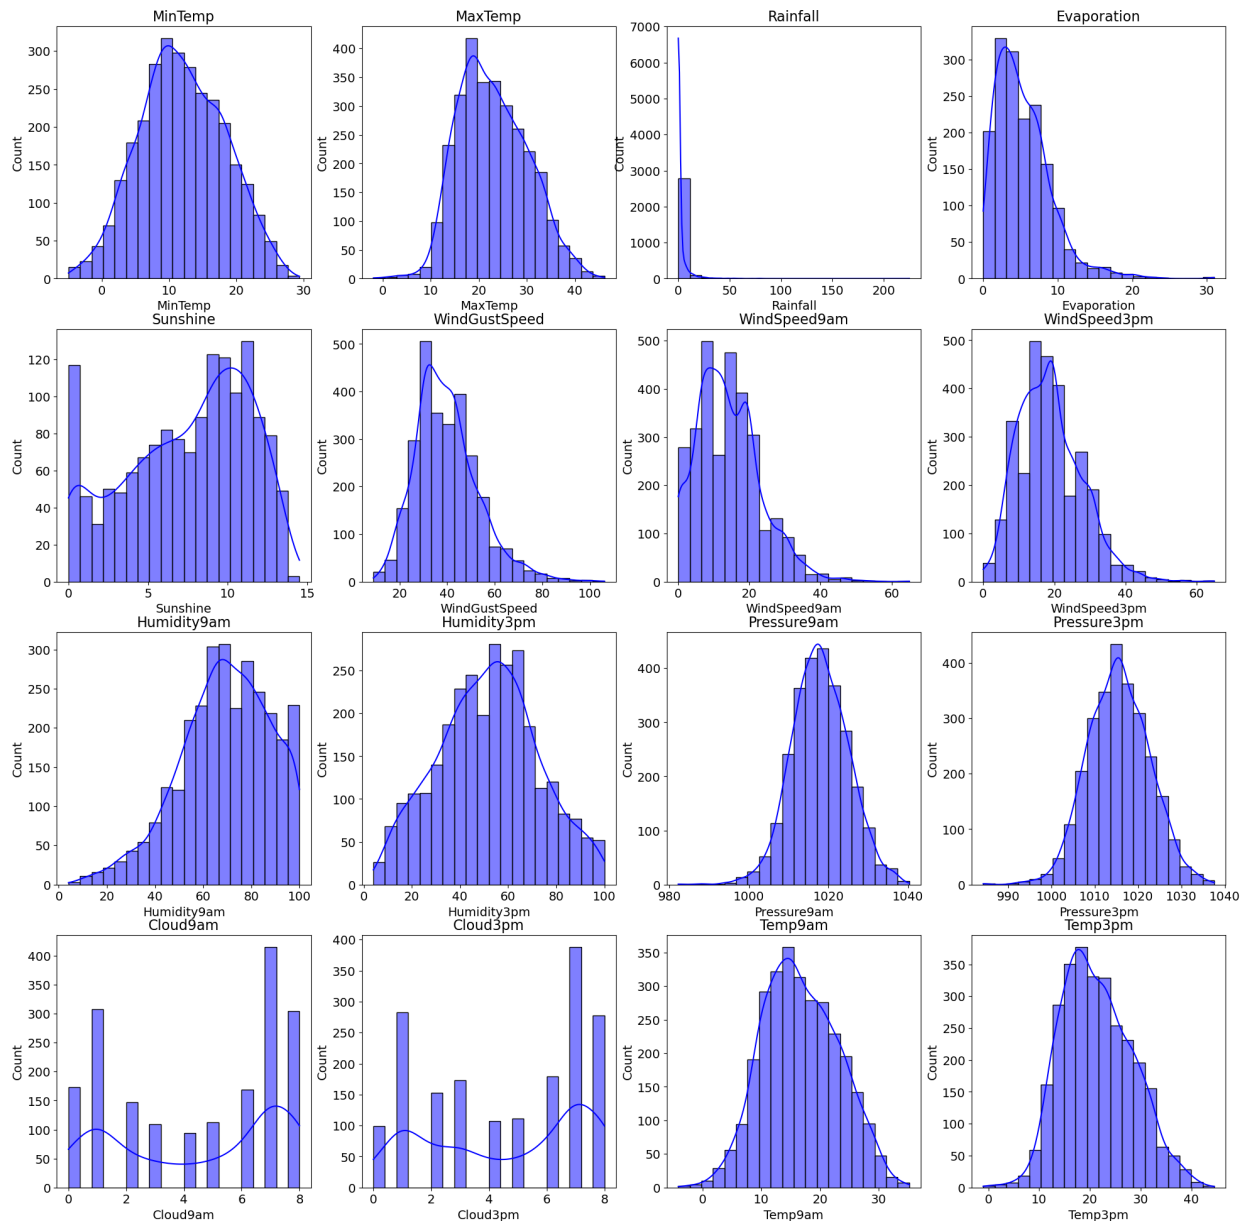 MinTemp MaxTemp Rainfall Evaporation
Count
300
250
200
150
100
50
0
0 10 20 30
MinTemp
Count
400
350
300
250
200
150
100
50
0
0 10 20 30 40
MaxTemp
Count
7000
6000
5000
4000
3000
2000
1000
0
0 50 100 150 200
Rainfall
Count
300
250
200
150
100
50
0
0 10 20 30
Evaporation
Sunshine WindGustSpeed WindSpeed9am WindSpeed3pm
Count
120
100
80
60
40
20
0
0 5 10 15
Sunshine
Count
500
400
300
200
100
0
20 40 60 80 100
WindGustSpeed
Count
500
400
300
200
100
0
0 20 40 60
WindSpeed9am
Count
500
400
300
200
100
0
0 20 40 60
WindSpeed3pm
Humidity9am Humidity3pm Pressure9am Pressure3pm
Count
300
250
200
150
100
50
0
0 20 40 60 80 100
Humidity9am
Count
250
200
150
100
50
0
0 20 40 60 80 100
Humidity3pm
Count
400
300
200
100
0
980 1000 1020 1040
Pressure9am
Count
400
300
200
100
0
990 1000 1010 1020 1030 1040
Pressure3pm
Cloud9am Cloud3pm Temp9am Temp3pm
Count
400
350
300
250
200
150
100
50
0
0 2 4 6 8
Cloud9am
Count
400
350
300
250
200
150
100
50
0
0 2 4 6 8
Cloud3pm
Count
350
300
250
200
150
100
50
0
0 10 20 30
Temp9am
Count
350
300
250
200
150
100
50
0
0 10 20 30 40
Temp3pm